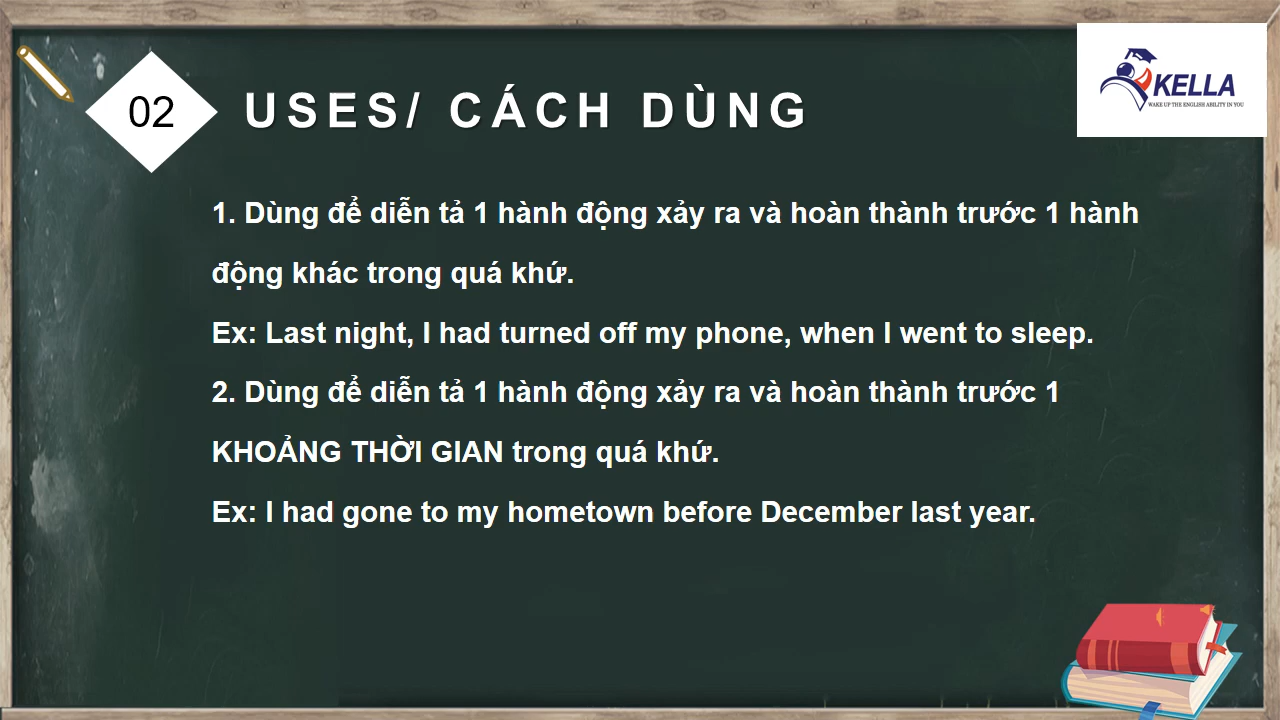 02
USES/ CÁCH DÙNG
KELLA
WAKE UP THE ENGLISH ABILITY IN YOU
1. Dùng để diễn tả 1 hành động xảy ra và hoàn thành trước 1 hành
động khác trong quá khứ.
Ex: Last night, I had turned off my phone, when I went to sleep.
2. Dùng để diễn tả 1 hành động xảy ra và hoàn thành trước 1
KHOẢNG THỜI GIAN trong quá khứ.
Ex: I had gone to my hometown before December last year.